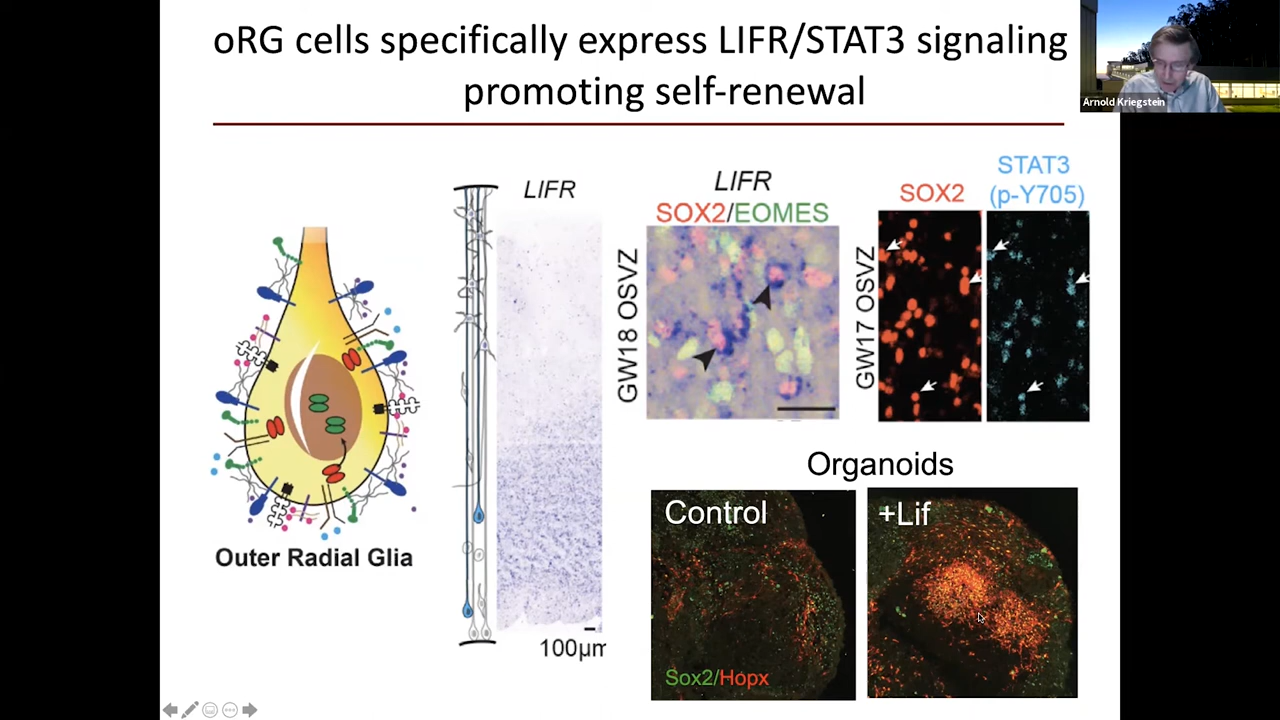 oRG cells specifically express LIFR/STAT3 signaling
promoting self-renewal
Arnold Kriegstein
Outer Radial Glia
LIFR
100µm
LIFR
SOX2/EOMES
GW18 OSVZ
SOX2
STAT3
(p-Y705)
GW17 OSVZ
Organoids
Control
+Lif
Sox2/Hopx